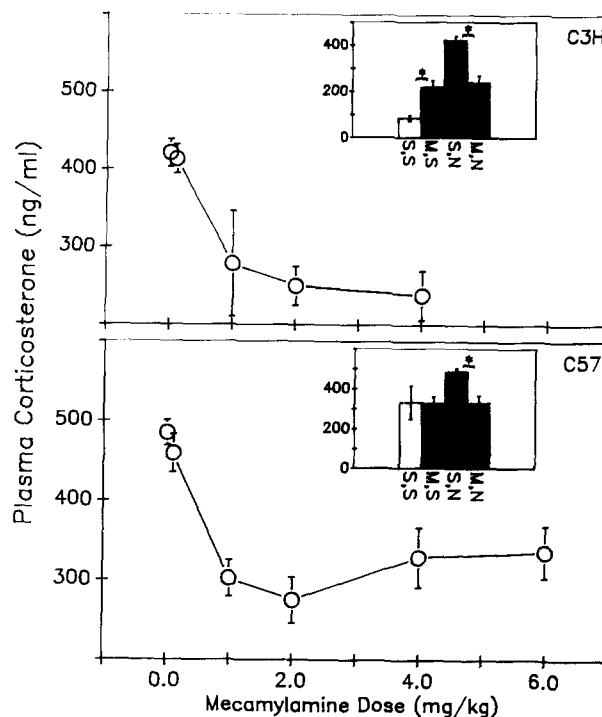 C3H
400
200
0
*
*
S,S
M,S
S,N
M,N
500
400
300
C57
400
200
0
*
S,S
M,S
S,N
M,N
500
400
300
Plasma Corticosterone (ng/ml)
0.0 2.0 4.0 6.0
Mecamylamine Dose (mg/kg)